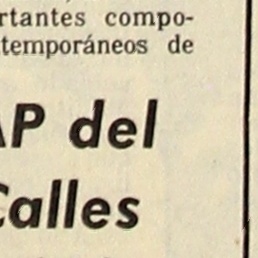 rtantes compo-
temporáneos de
AP del
Calles